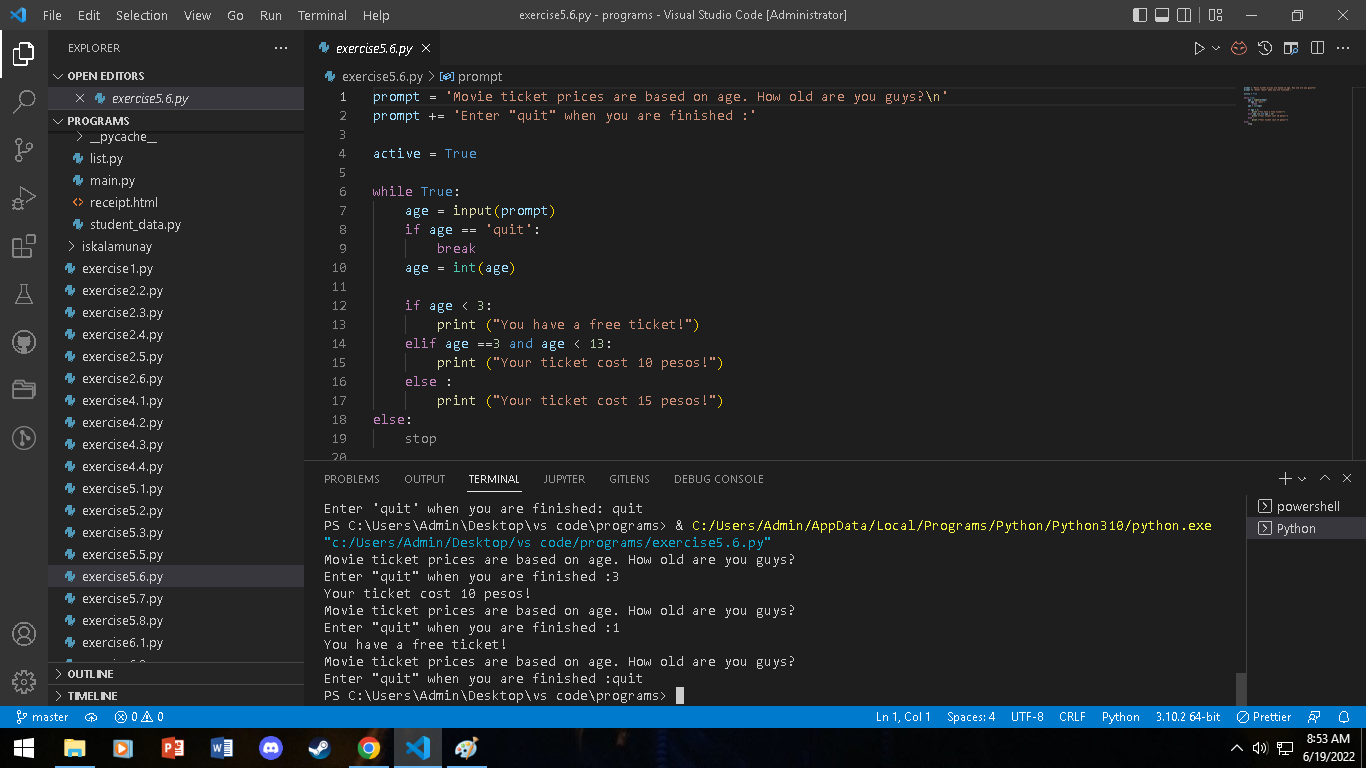 File Edit Selection View Go Run Terminal Help
exercise5.6.py - programs - Visual Studio Code [Administrator]
EXPLORER
OPEN EDITORS
exercise5.6.py
PROGRAMS
__pycache__
list.py
main.py
receipt.html
student_data.py
iskalamunay
exercise1.py
exercise2.2.py
exercise2.3.py
exercise2.4.py
exercise2.5.py
exercise2.6.py
exercise4.1.py
exercise4.2.py
exercise4.3.py
exercise4.4.py
exercise5.1.py
exercise5.2.py
exercise5.3.py
exercise5.5.py
exercise5.6.py
exercise5.7.py
exercise5.8.py
exercise6.1.py
OUTLINE
TIMELINE
exercise5.6.py
exercise5.6.py > prompt
1 prompt = 'Movie ticket prices are based on age. How old are you guys?\n'
2 prompt += 'Enter "quit" when you are finished :'
3
4 active = True
5
6 while True:
7 age = input(prompt)
8 if age == 'quit':
9 break
10 age = int(age)
11
12 if age < 3:
13 print ("You have a free ticket!")
14 elif age ==3 and age < 13:
15 print ("Your ticket cost 10 pesos!")
16 else :
17 print ("Your ticket cost 15 pesos!")
18 else:
19 stop
20
PROBLEMS OUTPUT TERMINAL JUPYTER GITLENS DEBUG CONSOLE
Enter 'quit' when you are finished: quit
PS C:\Users\Admin\Desktop\vs code\programs> & C:/Users/Admin/AppData/Local/Programs/Python/Python310/python.exe
"c:/Users/Admin/Desktop/vs code/programs/exercise5.6.py"
Movie ticket prices are based on age. How old are you guys?
Enter "quit" when you are finished :3
Your ticket cost 10 pesos!
Movie ticket prices are based on age. How old are you guys?
Enter "quit" when you are finished :1
You have a free ticket!
Movie ticket prices are based on age. How old are you guys?
Enter "quit" when you are finished :quit
PS C:\Users\Admin\Desktop\vs code\programs>
powershell
Python
master 0 0 Ln 1, Col 1 Spaces: 4 UTF-8 CRLF Python 3.10.2 64-bit Prettier
8:53 AM
6/19/2022